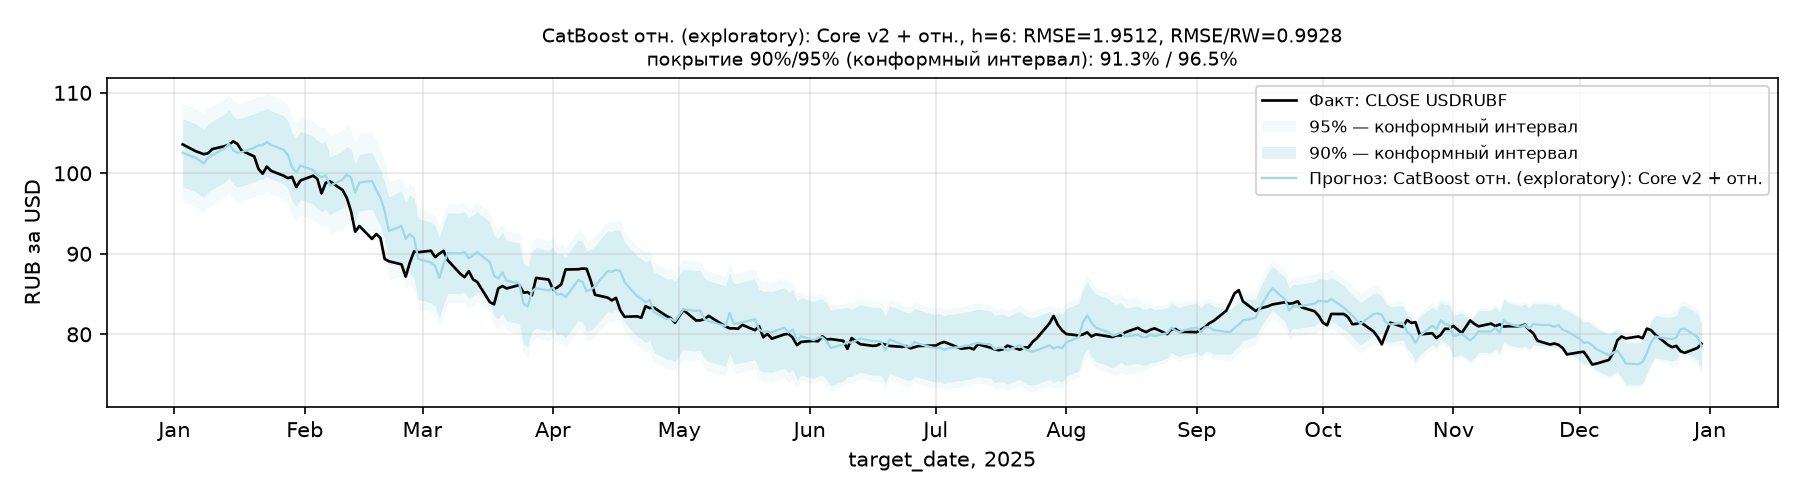 CatBoost отн. (exploratory): Core v2 + отн., h=6: RMSE=1.9512, RMSE/RW=0.9928
покрытие 90%/95% (конформный интервал): 91.3% / 96.5%
110
100
90
80
RUB за USD
Факт: CLOSE USDRUBF
95% — конформный интервал
90% — конформный интервал
Прогноз: CatBoost отн. (exploratory): Core v2 + отн.
Jan Feb Mar Apr May Jun Jul Aug Sep Oct Nov Dec Jan
target_date, 2025